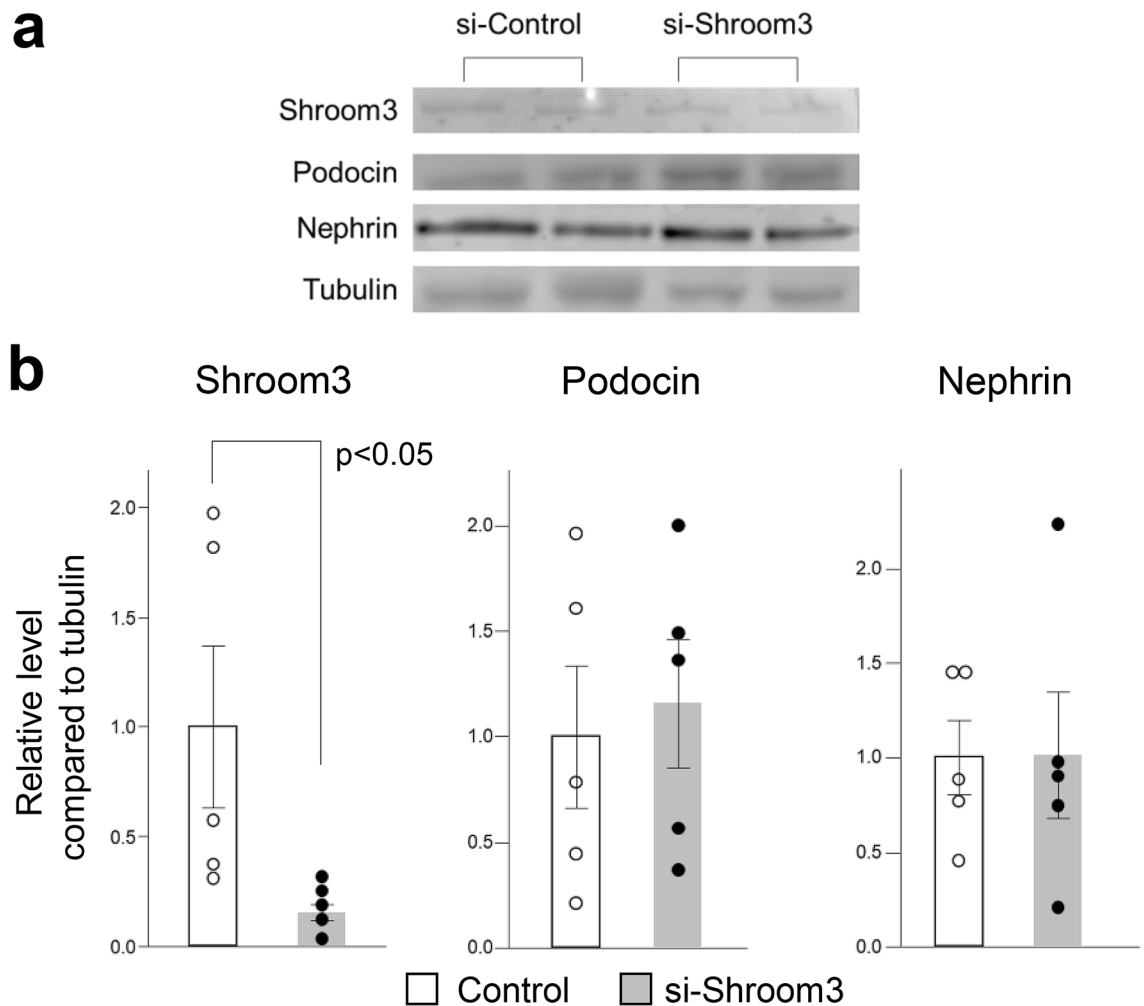 a
si-Control si-Shroom3
Shroom3
Podocin
Nephrin
Tubulin
b
Shroom3 Podocin Nephrin
p<0.05
Relative level
compared to tubulin
2.0
1.5
1.0
0.5
0.0
2.0
1.5
1.0
0.5
0.0
2.0
1.5
1.0
0.5
0.0
Control si-Shroom3